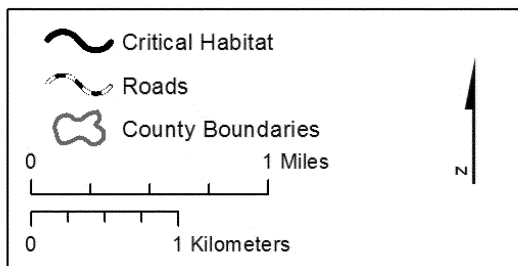 Critical Habitat
Roads
County Boundaries
0 1 Miles
0 1 Kilometers
N